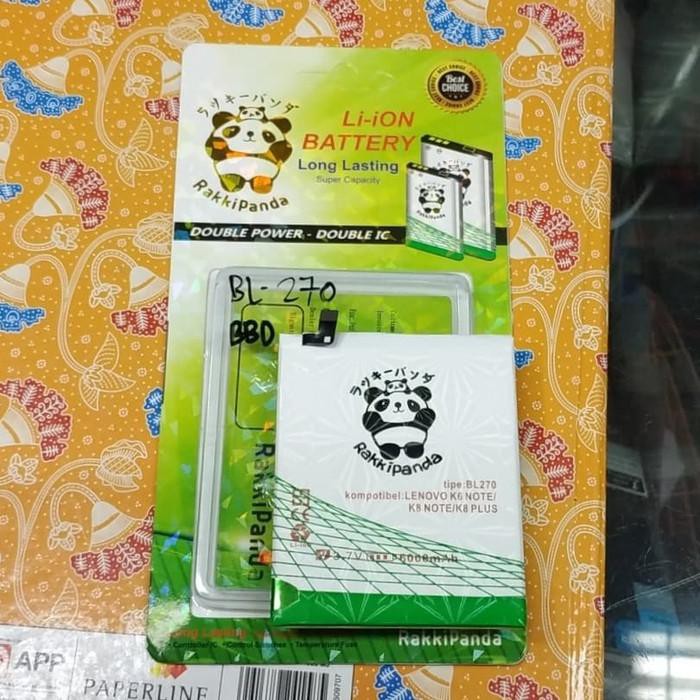 Best
CHOICE
ラッキーパンダ
RakkiPanda
Li-iON
BATTERY
Long Lasting
Super Capacity
DOUBLE POWER - DOUBLE IC
BL-270
BBD
RakkiPanda
ラッキーパンダ
RakkiPanda
tipe:BL270
kompotibel:LENOVO K6 NOTE/
K8 NOTE/K8 PLUS
3.7V
6000mAh
Long Lasting
RakkiPanda
APP
PAPERLINE